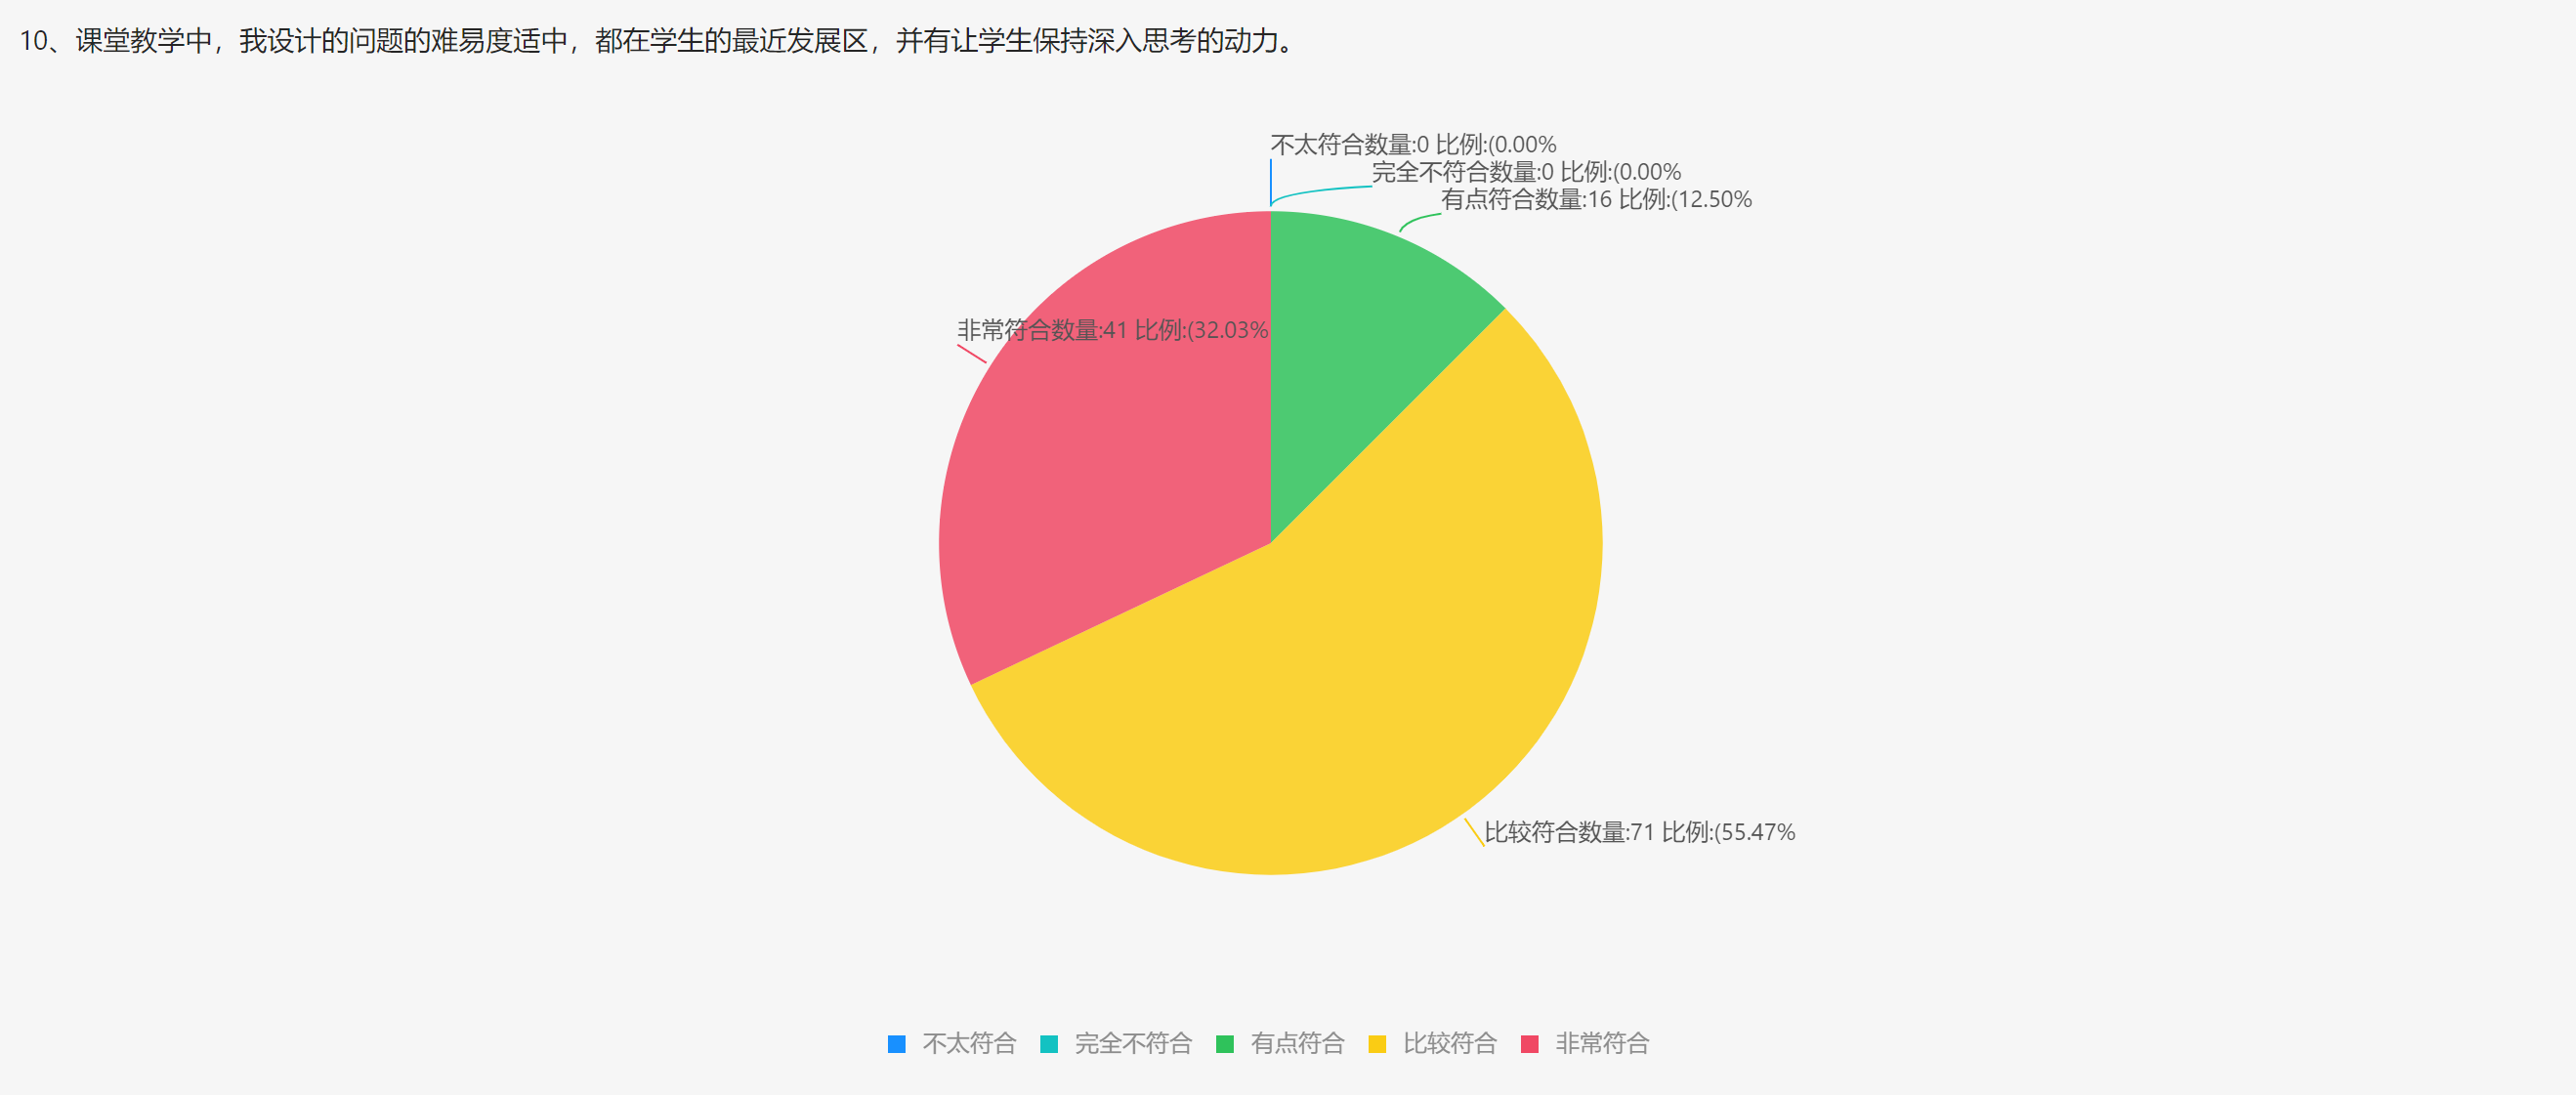 10、课堂教学中，我设计的问题的难易度适中，都在学生的最近发展区，并有让学生保持深入思考的动力。
不太符合数量:0 比例:(0.00%
完全不符合数量:0 比例:(0.00%
有点符合数量:16 比例:(12.50%
非常符合数量:41 比例:(32.03%
比较符合数量:71 比例:(55.47%
不太符合 完全不符合 有点符合 比较符合 非常符合